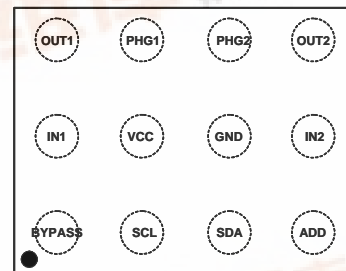 OUT1 PHG1 PHG2 OUT2
IN1 VCC GND IN2
BYPASS SCL SDA ADD